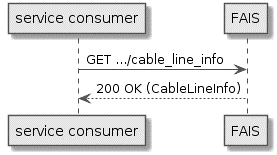 service consumer
FAIS
GET .../cable_line_info
200 OK (CableLineInfo)
service consumer
FAIS